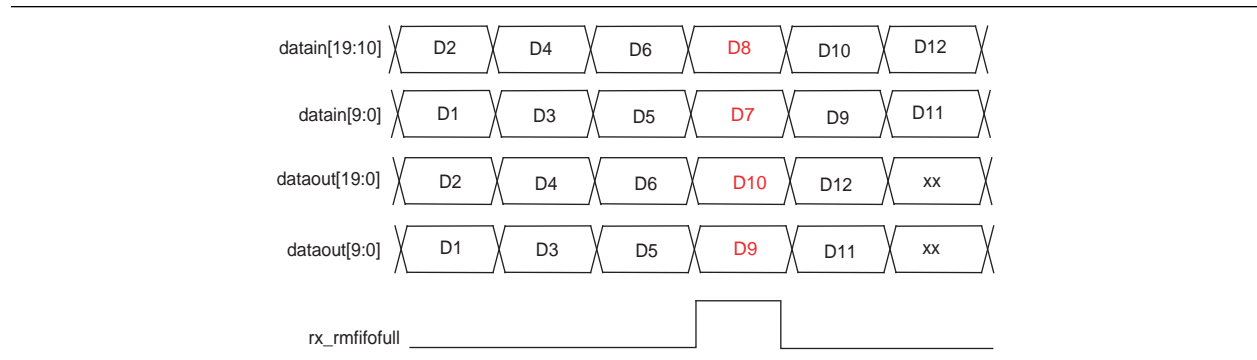 datain[19:10] D2 D4 D6 D8 D10 D12
datain[9:0] D1 D3 D5 D7 D9 D11
dataout[19:0] D2 D4 D6 D10 D12 xx
dataout[9:0] D1 D3 D5 D9 D11 xx
rx_rmfifofull